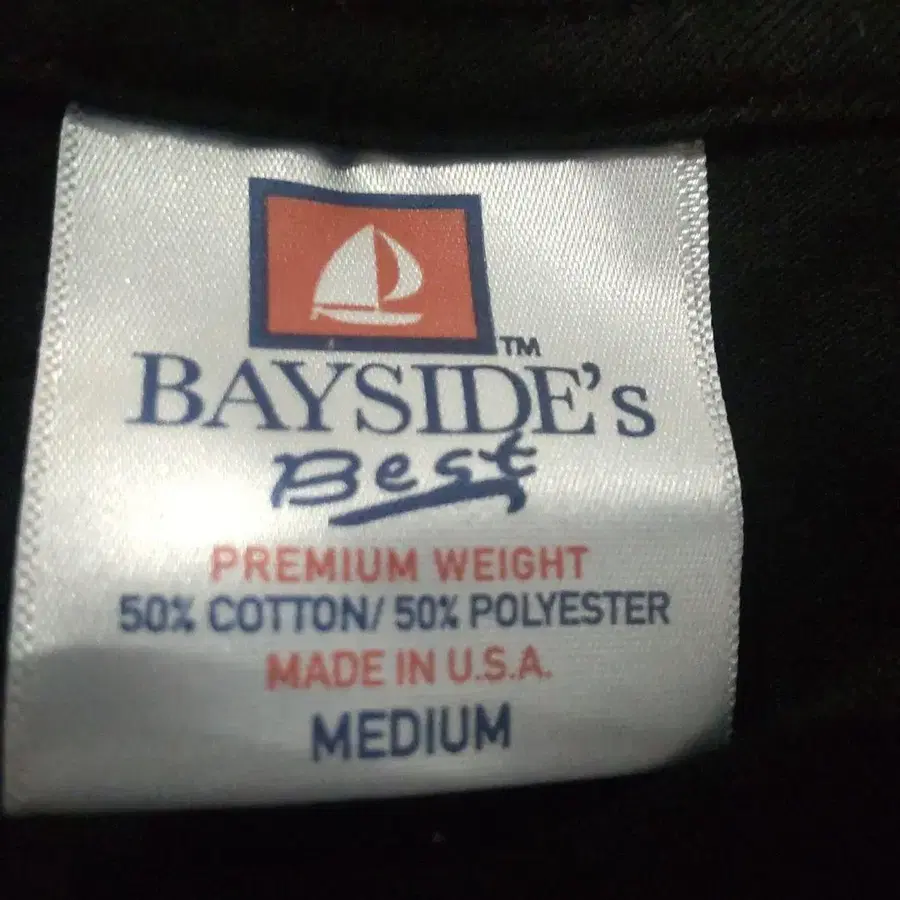 TM
BAYSIDE's
Best
PREMIUM WEIGHT
50% COTTON/ 50% POLYESTER
MADE IN U.S.A.
MEDIUM